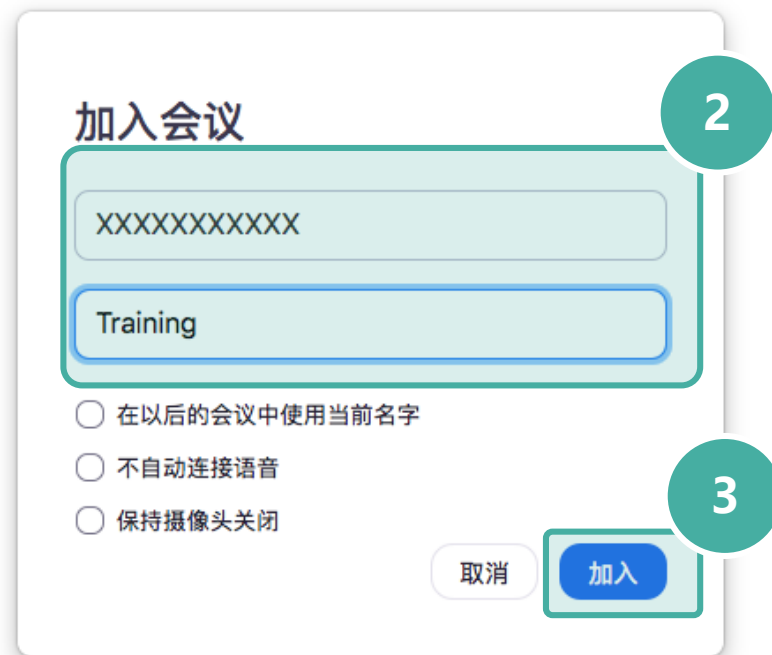 加入会议
2
XXXXXXXXXXX
Training
在以后的会议中使用当前名字
不自动连接语音
保持摄像头关闭
3
取消 加入